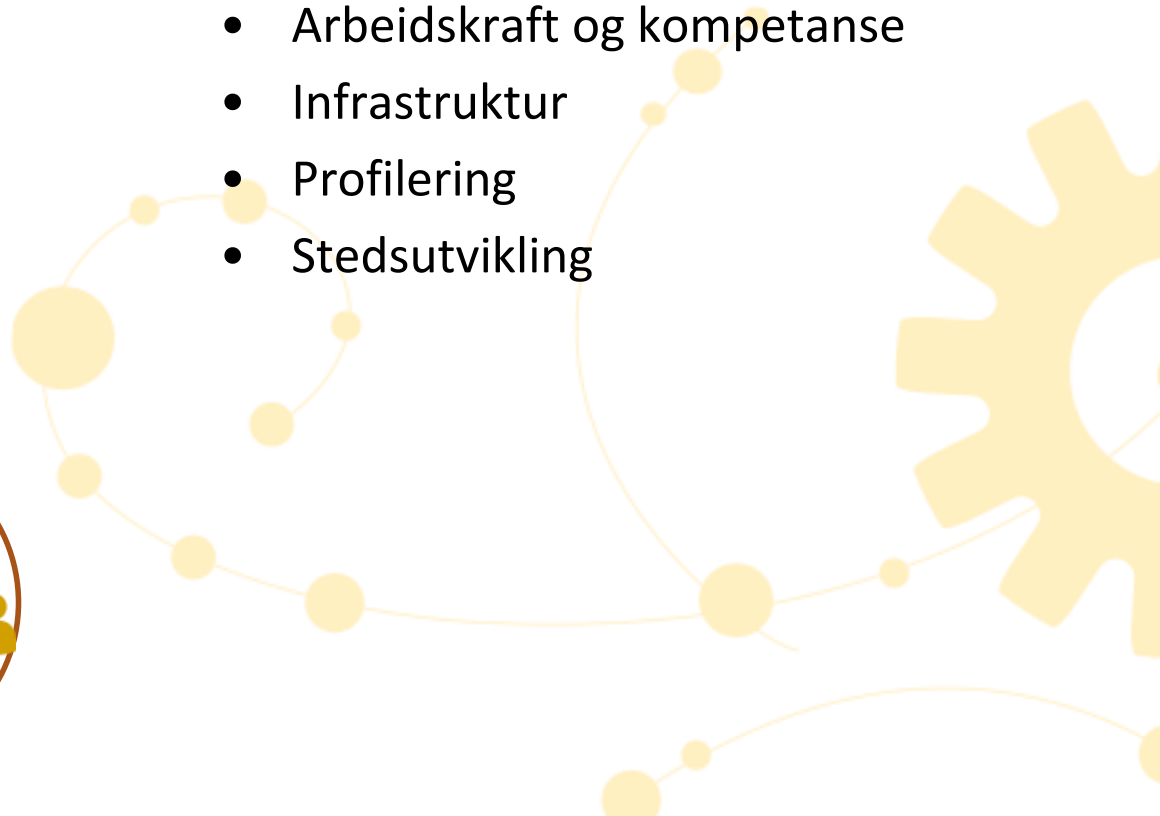 • Arbeidskraft og kompetanse
• Infrastruktur
• Profilering
• Stedsutvikling